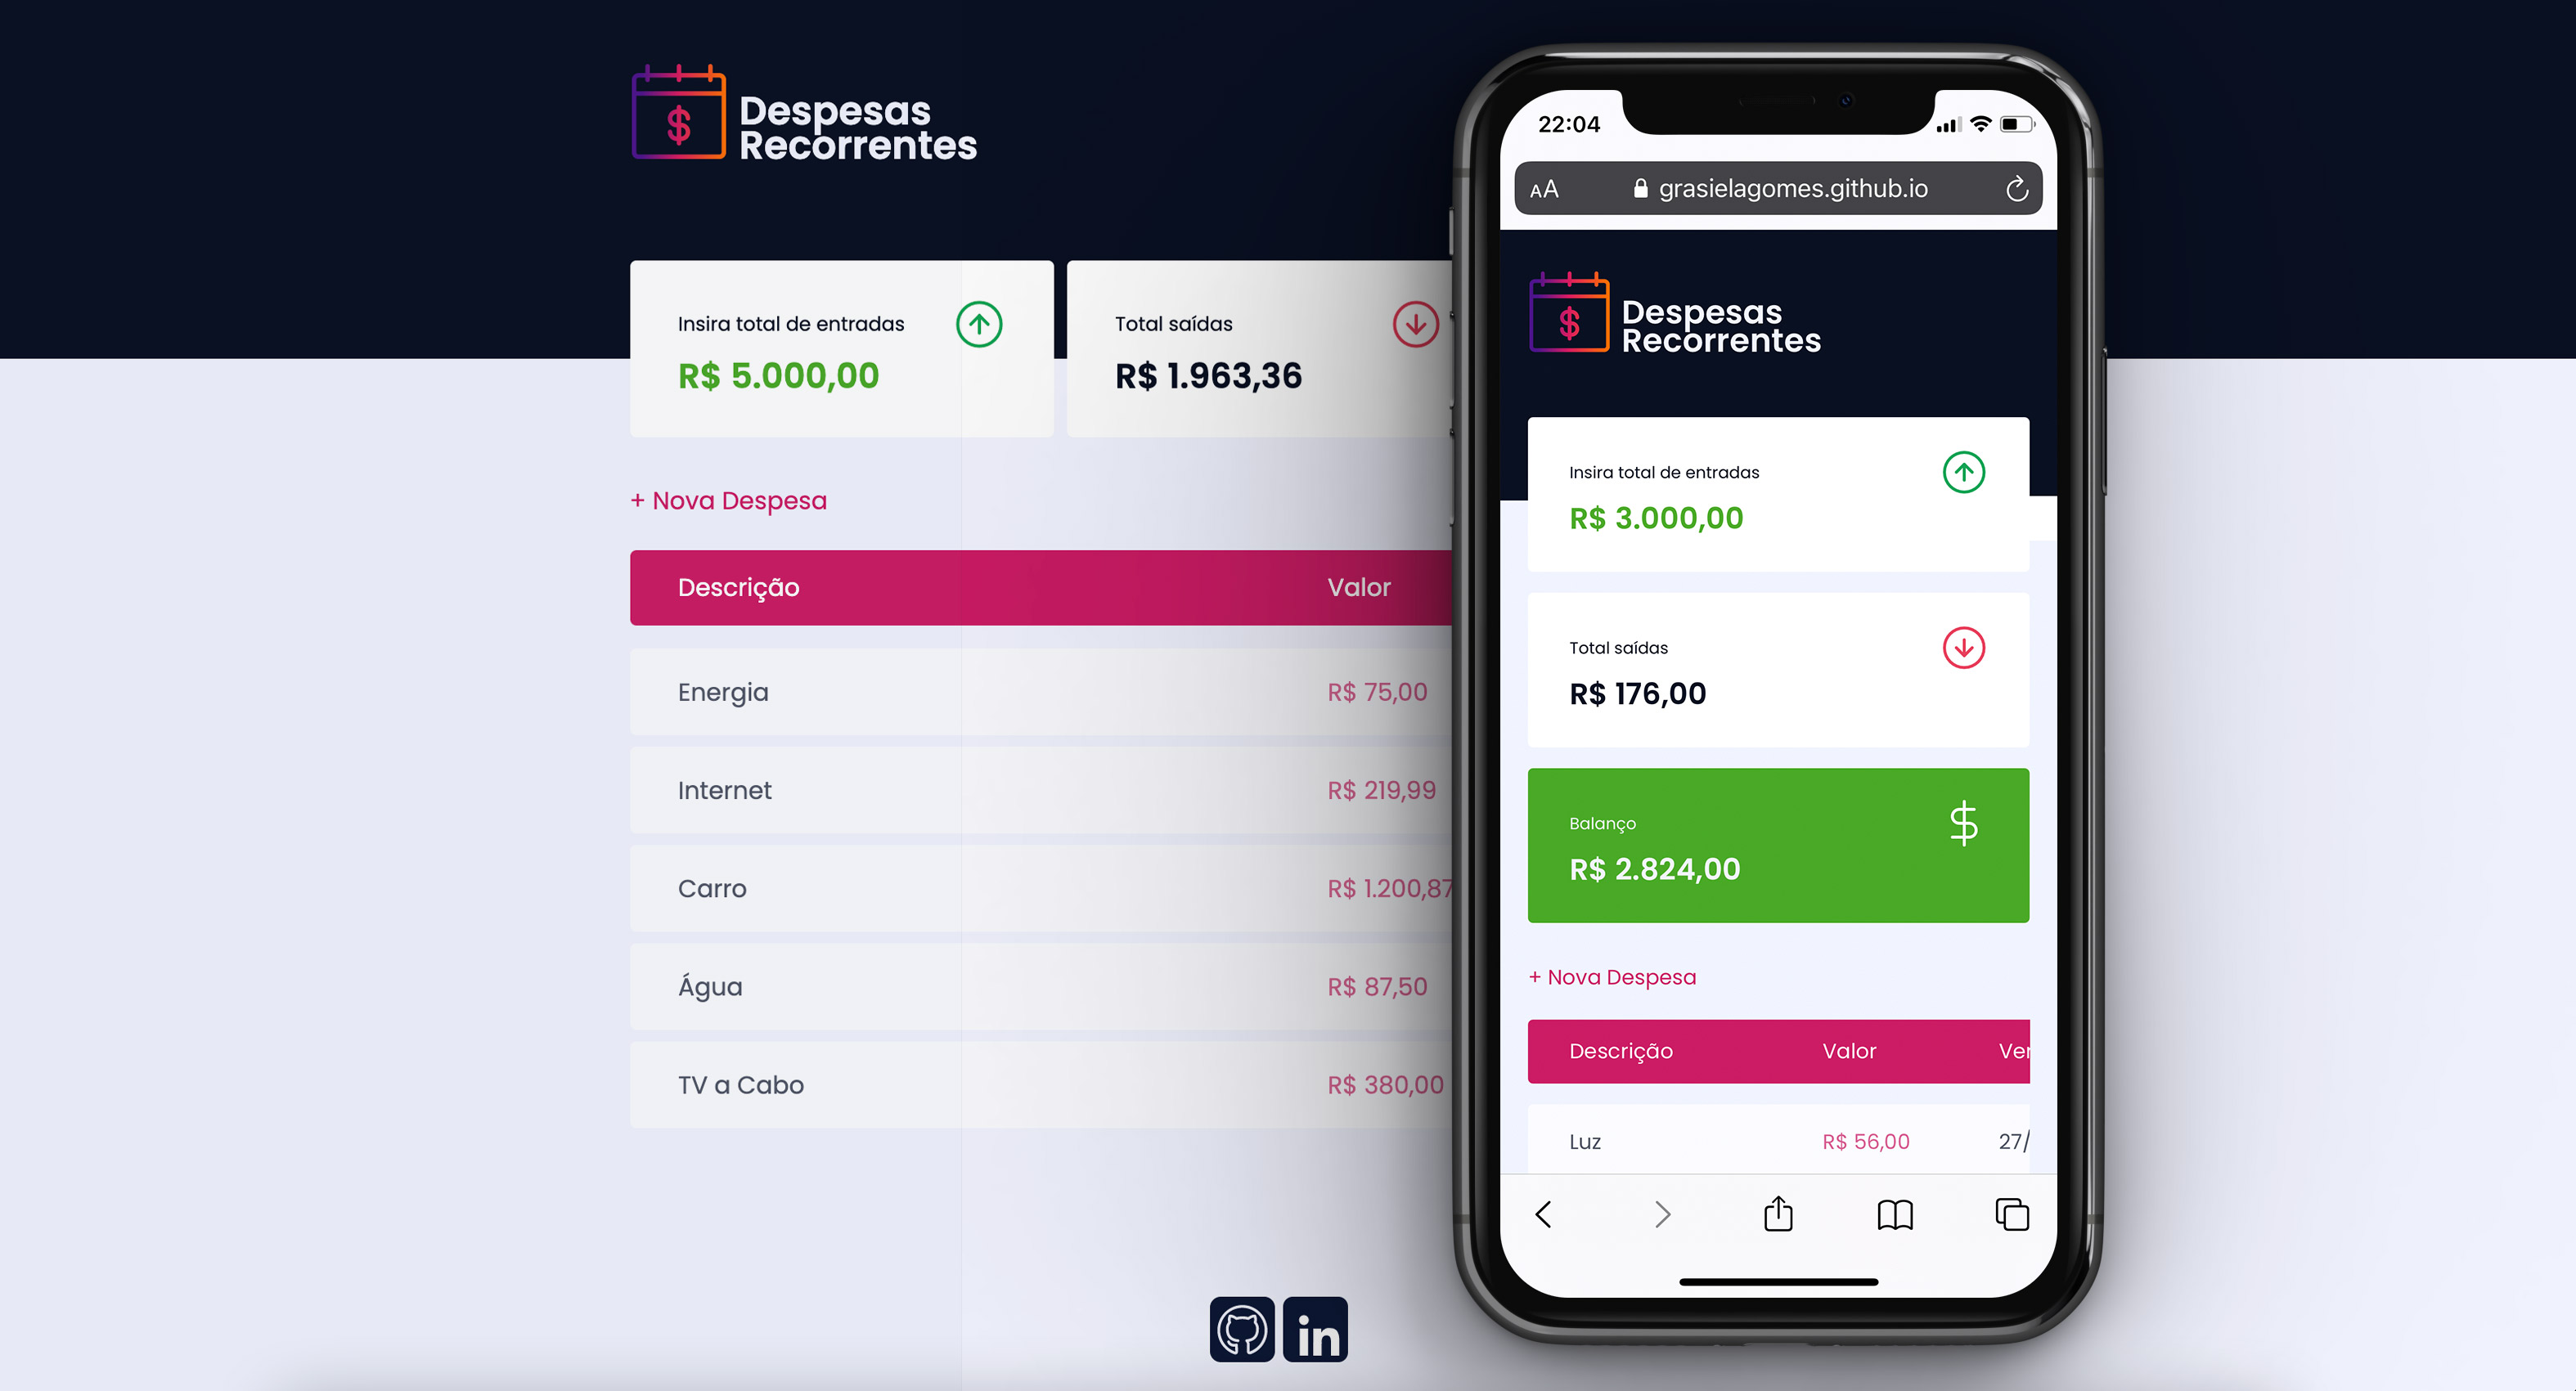 Despesas
Recorrentes
Insira total de entradas
R$ 5.000,00
Total saídas
R$ 1.963,36
+ Nova Despesa
Descrição Valor
Energia R$ 75,00
Internet R$ 219,99
Carro R$ 1.200,87
Água R$ 87,50
TV a Cabo R$ 380,00
in
22:04
AA grasielagomes.github.io
$
Despesas
Recorrentes
Insira total de entradas
R$ 3.000,00
Total saídas
R$ 176,00
Balanço
$
R$ 2.824,00
+ Nova Despesa
Descrição Valor Ver
Luz R$ 56,00 27/